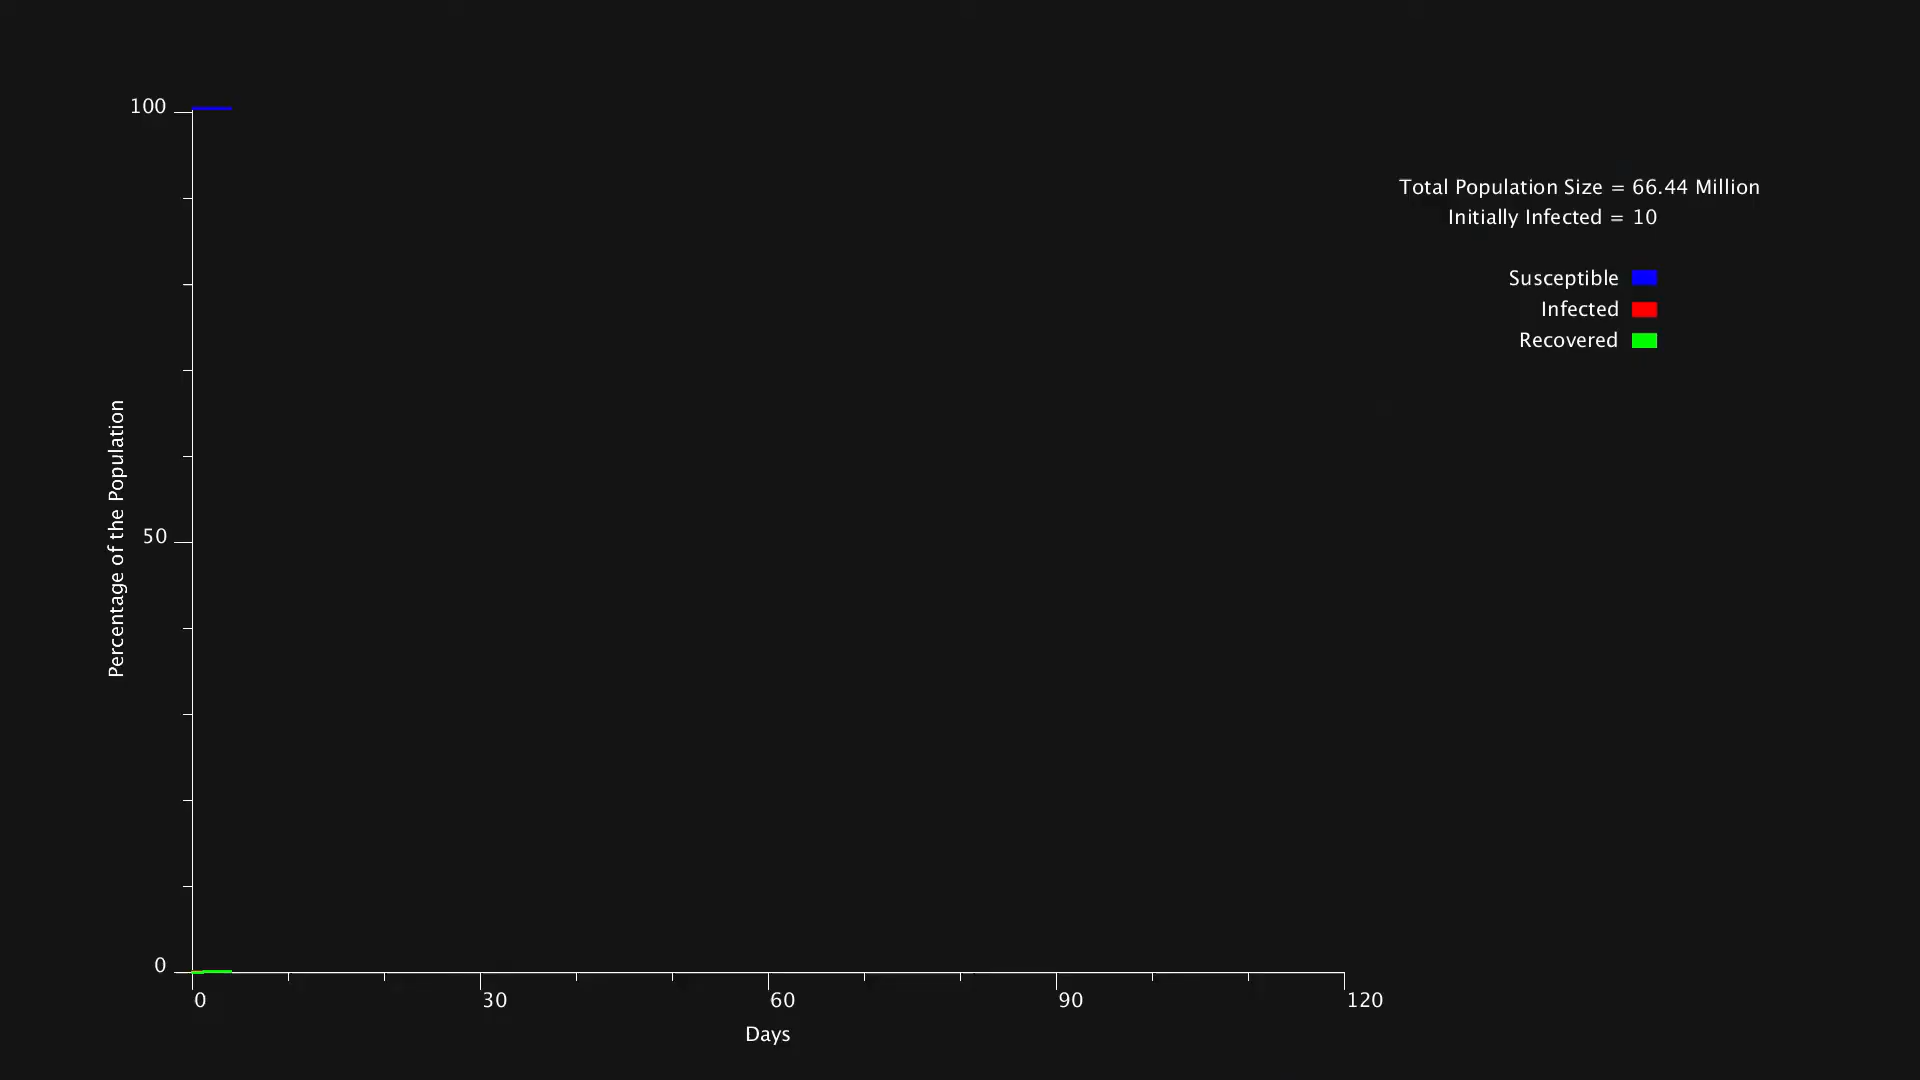 100
Total Population Size = 66.44 Million
Initially Infected = 10
Susceptible
Infected
Recovered
Percentage of the Population
50
0
0 30 60 90 120
Days